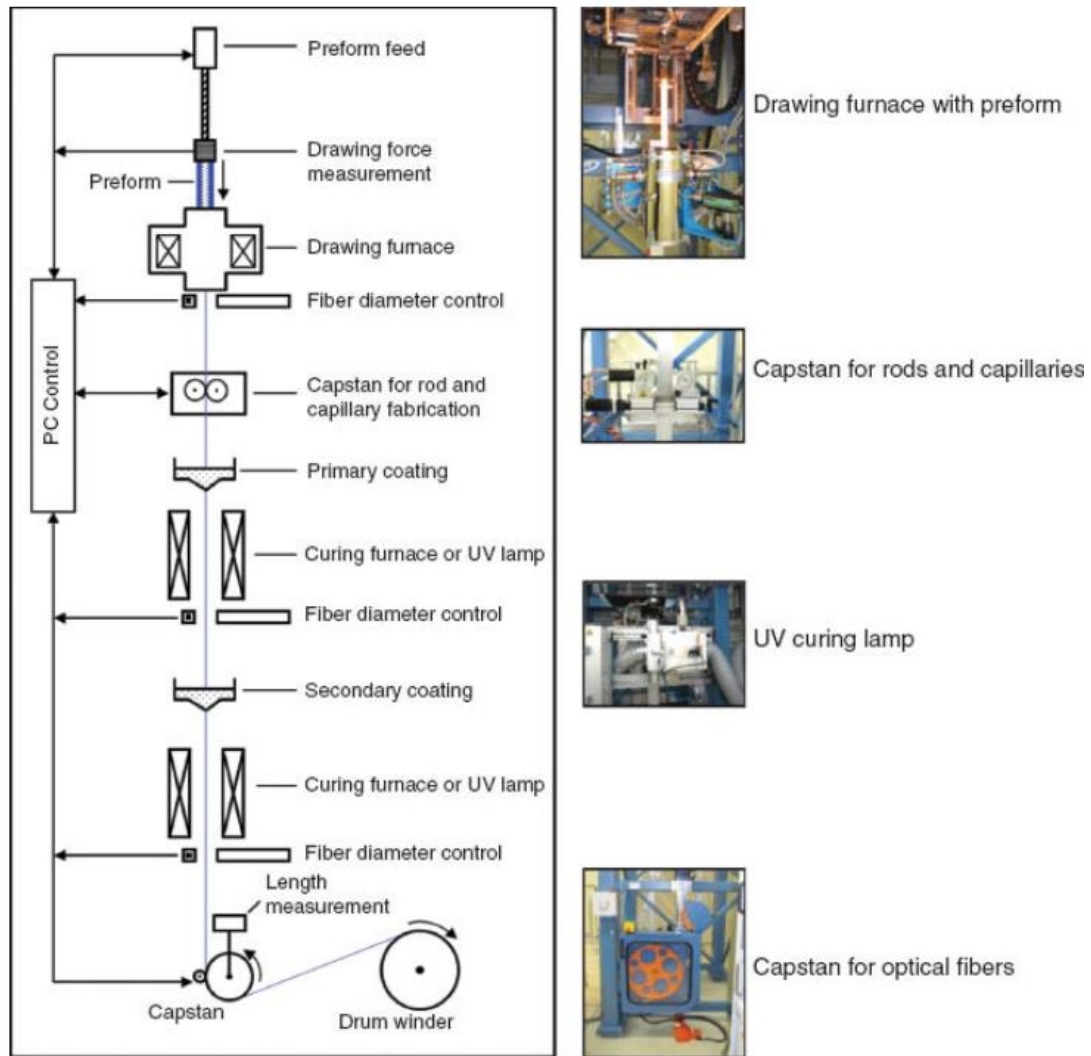 Preform feed
Drawing force
measurement
Preform
Drawing furnace
Fiber diameter control
PC Control
Capstan for rod and
capillary fabrication
Primary coating
Curing furnace or UV lamp
Fiber diameter control
Secondary coating
Curing furnace or UV lamp
Fiber diameter control
Length
measurement
Capstan
Drum winder
Drawing furnace with preform
Capstan for rods and capillaries
UV curing lamp
Capstan for optical fibers